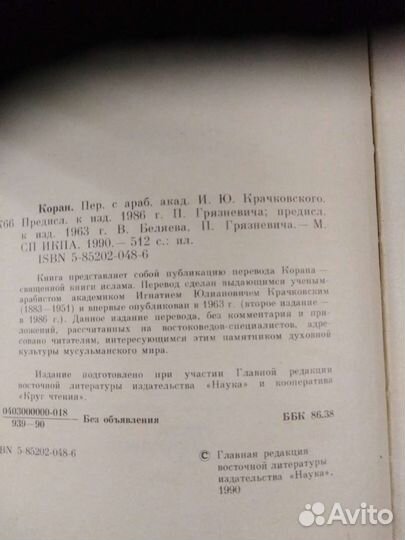 Коран. Пер. с араб. акад. И. Ю. Крачковского.
К66 Предисл. к изд. 1986 г. П. Грязневича; предисл.
к изд. 1963 г. В. Беляева, П. Грязневича.— М.
СП ИКПА. 1990.— 512 с.: ил.
ISBN 5-85202-048-6
Книга представляет собой публикацию перевода Корана —
священной книги ислама. Перевод сделан выдающимся ученым-
арабистом академиком Игнатием Юлиановичем Крачковским
(1883—1951) и впервые опубликован в 1963 г. (второе издание —
в 1986 г.). Данное издание перевода, без комментария и при-
ложений, рассчитанных на востоковедов-специалистов, адре-
совано читателям, интересующимся этим памятником духовной
культуры мусульманского мира.
Издание подготовлено при участии Главной редакции
восточной литературы издательства «Наука» и кооператива
«Круг чтения».
0403000000-018
939—90
Без объявления
ББК 86.38
ISBN 5-85202-048-6
© Главная редакция
восточной литературы
издательства «Наука»,
1990
Avito